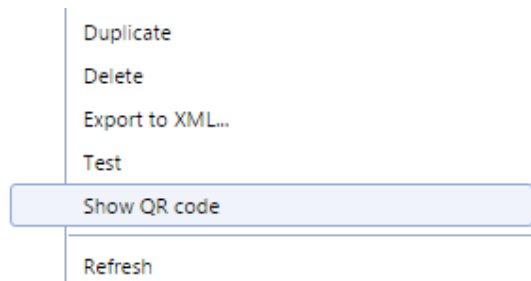 Duplicate
Delete
Export to XML...
Test
Show QR code
Refresh